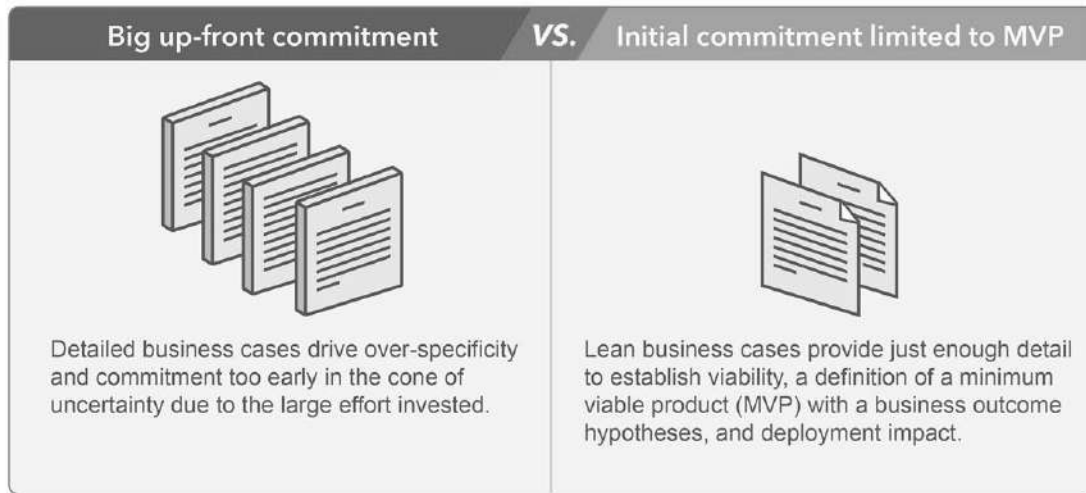 Big up-front commitment
VS.
Initial commitment limited to MVP
Detailed business cases drive over-specificity
and commitment too early in the cone of
uncertainty due to the large effort invested.
Lean business cases provide just enough detail
to establish viability, a definition of a minimum
viable product (MVP) with a business outcome
hypotheses, and deployment impact.